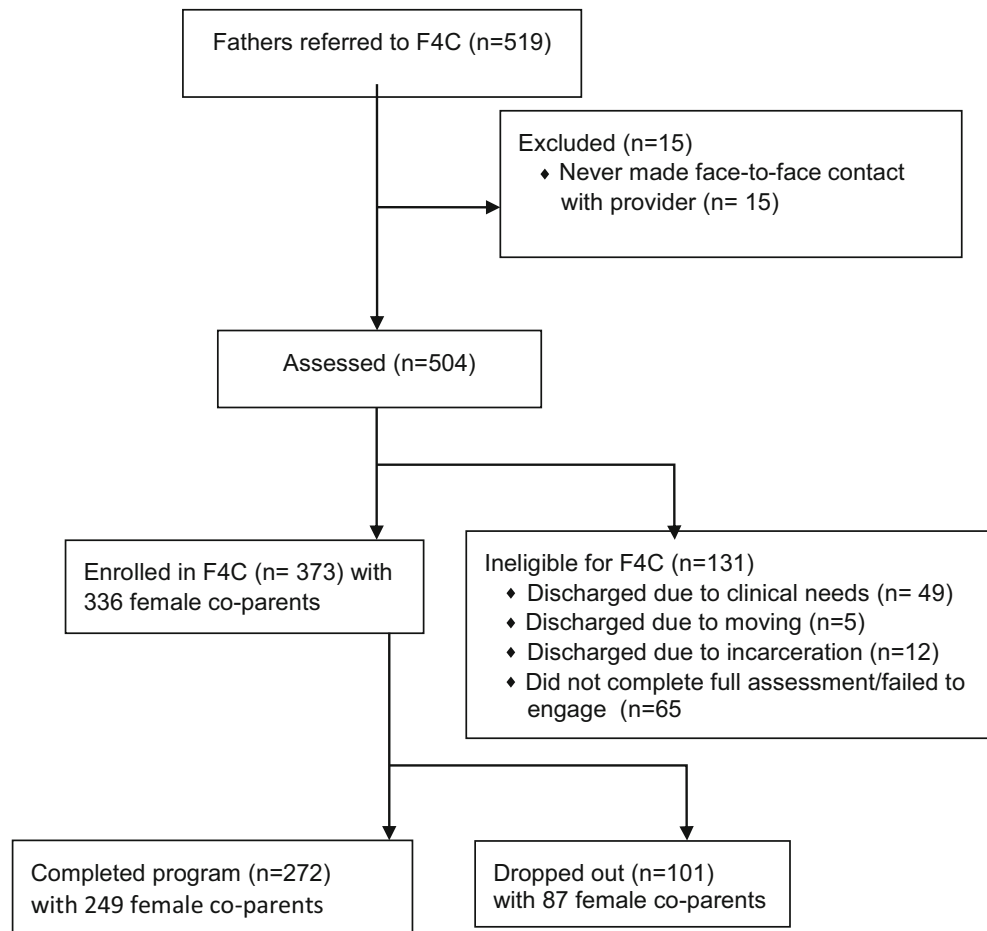 Fathers referred to F4C (n=519)
Excluded (n=15)
♦ Never made face-to-face contact
with provider (n= 15)
Assessed (n=504)
Enrolled in F4C (n= 373) with
336 female co-parents
Ineligible for F4C (n=131)
♦ Discharged due to clinical needs (n= 49)
♦ Discharged due to moving (n=5)
♦ Discharged due to incarceration (n=12)
♦ Did not complete full assessment/failed to
engage (n=65
Completed program (n=272)
with 249 female co-parents
Dropped out (n=101)
with 87 female co-parents